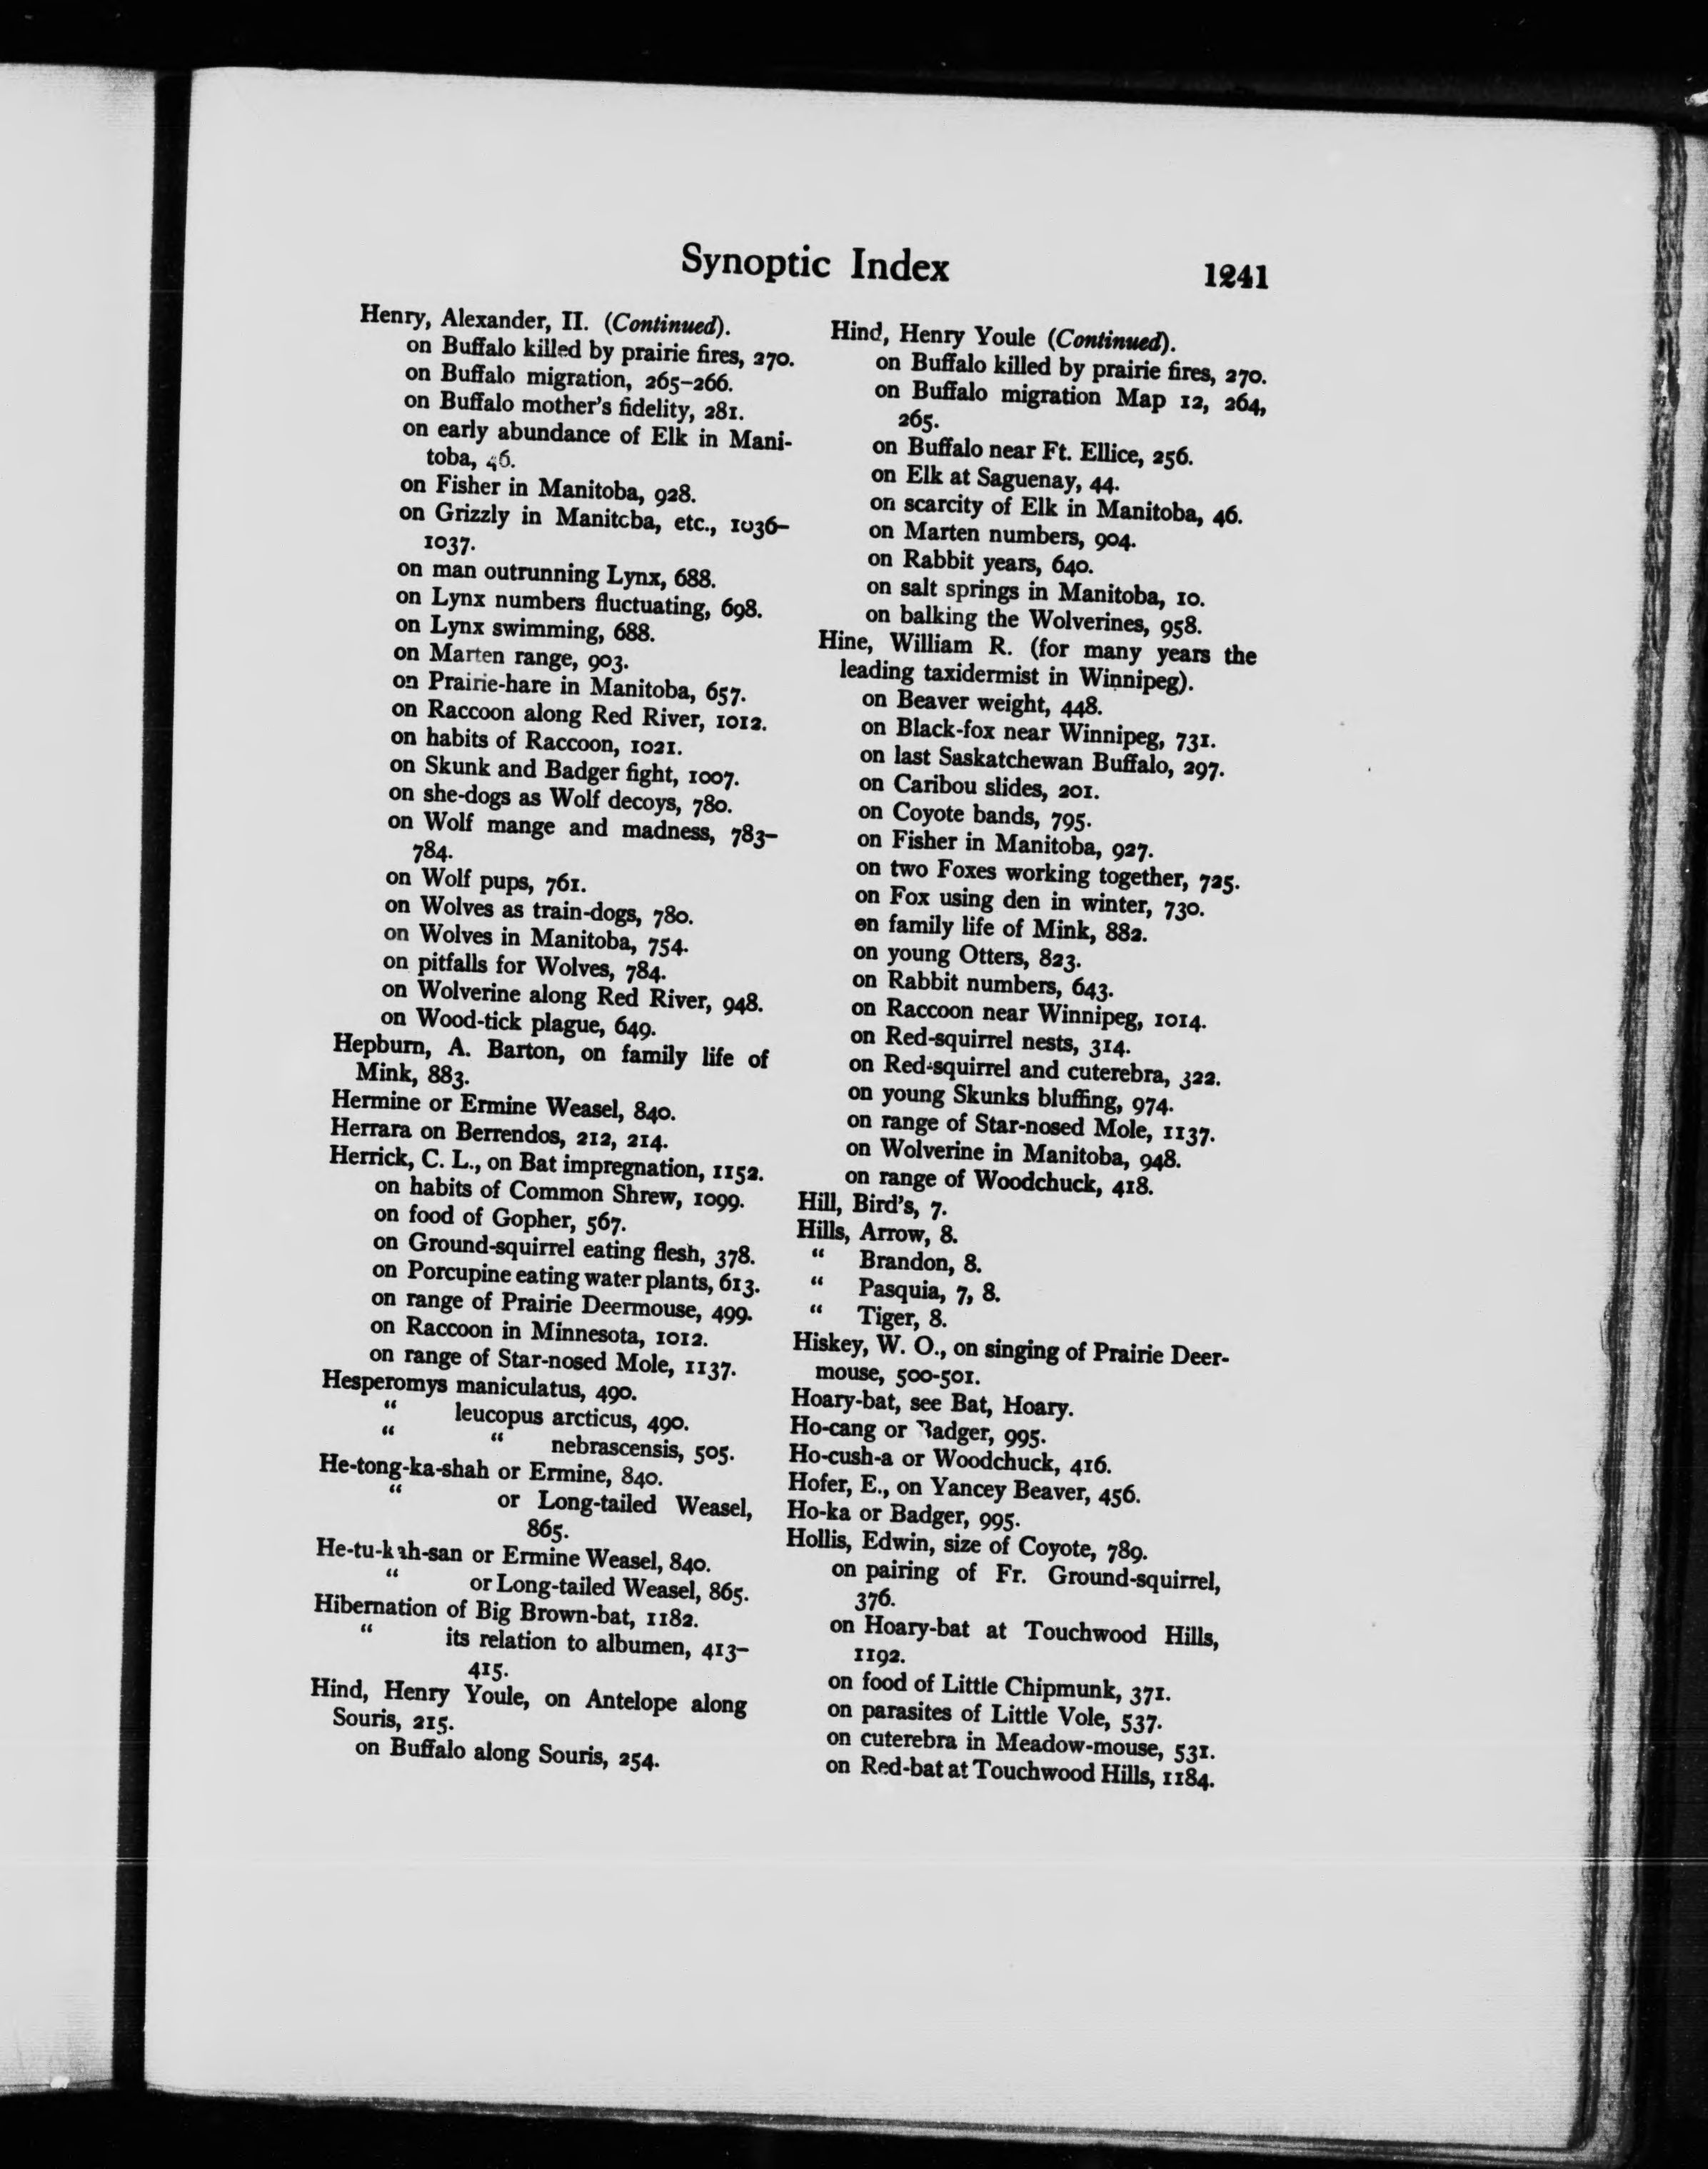 Synoptic Index 1241
Henry, Alexander, II. (Continued).
on Buffalo killed by prairie fires, 270.
on Buffalo migration, 265-266.
on Buffalo mother's fidelity, 281.
on early abundance of Elk in Mani-
toba, 46.
on Fisher in Manitoba, 928.
on Grizzly in Manitoba, etc., 1036-
1037.
on man outrunning Lynx, 688.
on Lynx numbers fluctuating, 698.
on Lynx swimming, 688.
on Marten range, 903.
on Prairie-hare in Manitoba, 657.
on Raccoon along Red River, 1012.
on habits of Raccoon, 1021.
on Skunk and Badger fight, 1007.
on she-dogs as Wolf decoys, 780.
on Wolf mange and madness, 783-
784.
on Wolf pups, 761.
on Wolves as train-dogs, 780.
on Wolves in Manitoba, 754.
on pitfalls for Wolves, 784.
on Wolverine along Red River, 948.
on Wood-tick plague, 649.
Hepburn, A. Barton, on family life of
Mink, 883.
Hermine or Ermine Weasel, 840.
Herrara on Berrendos, 212, 214.
Herrick, C. L., on Bat impregnation, 1152.
on habits of Common Shrew, 1099.
on food of Gopher, 567.
on Ground-squirrel eating flesh, 378.
on Porcupine eating water plants, 613.
on range of Prairie Deermouse, 499.
on Raccoon in Minnesota, 1012.
on range of Star-nosed Mole, 1137.
Hesperomys maniculatus, 490.
" leucopus arcticus, 490.
" " nebrascensis, 505.
He-tong-ka-shah or Ermine, 840.
" or Long-tailed Weasel,
865.
He-tu-kah-san or Ermine Weasel, 840.
" or Long-tailed Weasel, 865.
Hibernation of Big Brown-bat, 1182.
" its relation to albumen, 413-
415.
Hind, Henry Youle, on Antelope along
Souris, 215.
on Buffalo along Souris, 254.
Hind, Henry Youle (Continued).
on Buffalo killed by prairie fires, 270.
on Buffalo migration Map 12, 264,
265.
on Buffalo near Ft. Ellice, 256.
on Elk at Saguenay, 44.
on scarcity of Elk in Manitoba, 46.
on Marten numbers, 904.
on Rabbit years, 640.
on salt springs in Manitoba, 10.
on balking the Wolverines, 958.
Hine, William R. (for many years the
leading taxidermist in Winnipeg).
on Beaver weight, 448.
on Black-fox near Winnipeg, 731.
on last Saskatchewan Buffalo, 297.
on Caribou slides, 201.
on Coyote bands, 795.
on Fisher in Manitoba, 927.
on two Foxes working together, 725.
on Fox using den in winter, 730.
on family life of Mink, 882.
on young Otters, 823.
on Rabbit numbers, 643.
on Raccoon near Winnipeg, 1014.
on Red-squirrel nests, 314.
on Red-squirrel and cuterebra, 322.
on young Skunks bluffing, 974.
on range of Star-nosed Mole, 1137.
on Wolverine in Manitoba, 948.
on range of Woodchuck, 418.
Hill, Bird's, 7.
Hills, Arrow, 8.
" Brandon, 8.
" Pasquia, 7, 8.
" Tiger, 8.
Hiskey, W. O., on singing of Prairie Deer-
mouse, 500-501.
Hoary-bat, see Bat, Hoary.
Ho-cang or Badger, 995.
Ho-cush-a or Woodchuck, 416.
Hofer, E., on Yancey Beaver, 456.
Ho-ka or Badger, 995.
Hollis, Edwin, size of Coyote, 789.
on pairing of Fr. Ground-squirrel,
376.
on Hoary-bat at Touchwood Hills,
1192.
on food of Little Chipmunk, 371.
on parasites of Little Vole, 537.
on cuterebra in Meadow-mouse, 531.
on Red-bat at Touchwood Hills, 1184.